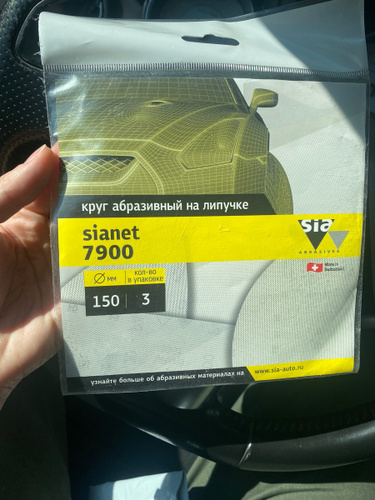 круг абразивный на липучке
sia
ABRASIVES
sianet
7900
Made in
Switzerland
Ø мм
кол-во
в упаковке
150
3
узнайте больше об абразивных материалах на
www.sia-auto.ru